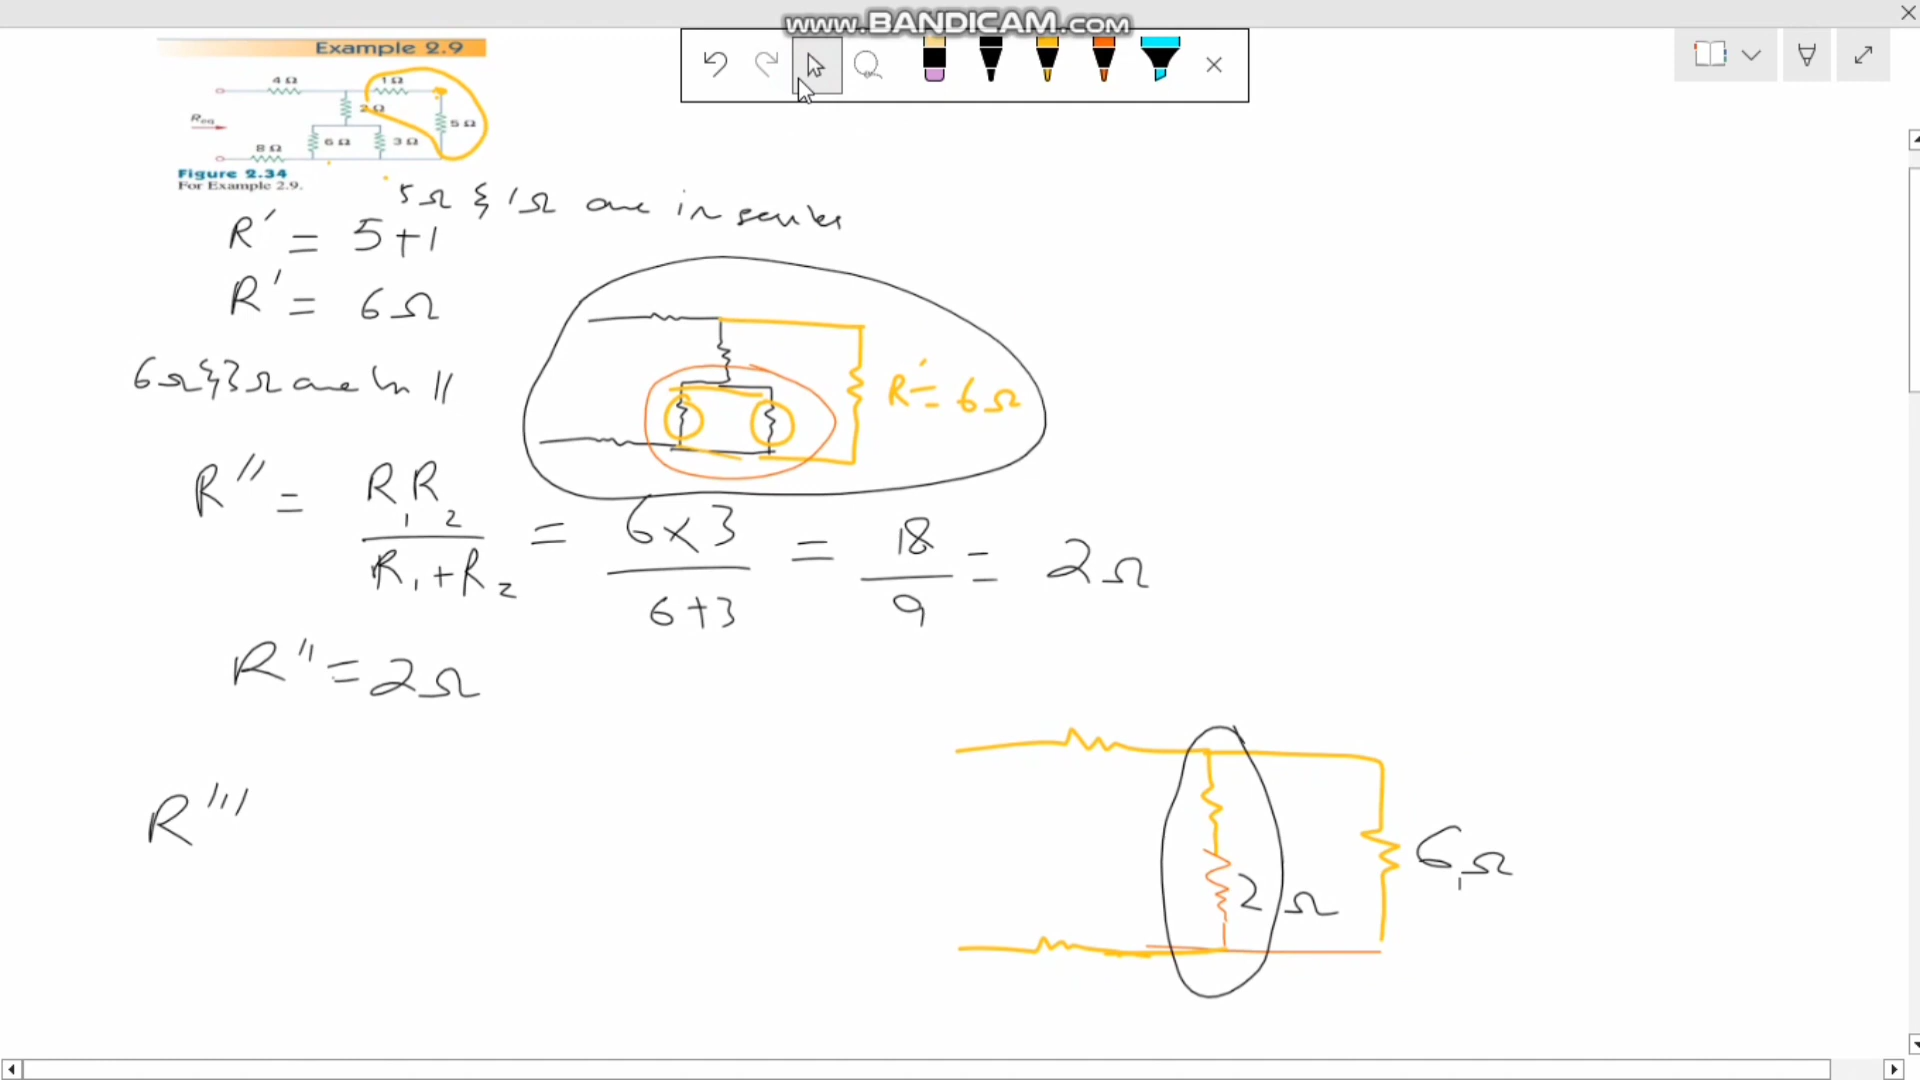 www.BANDICAM.com
Example 2.9
4 Ω
1 Ω
2 Ω
Req
5 Ω
6 Ω
3 Ω
8 Ω
Figure 2.34
For Example 2.9.
5Ω & 1Ω are in series
R′ = 5+1
R′ = 6Ω
R′= 6Ω
6Ω & 3Ω are in ||
R″ = R₁R₂/R₁+R₂ = 6×3/6+3 = 18/9 = 2Ω
R″ = 2Ω
6Ω
2Ω
R‴